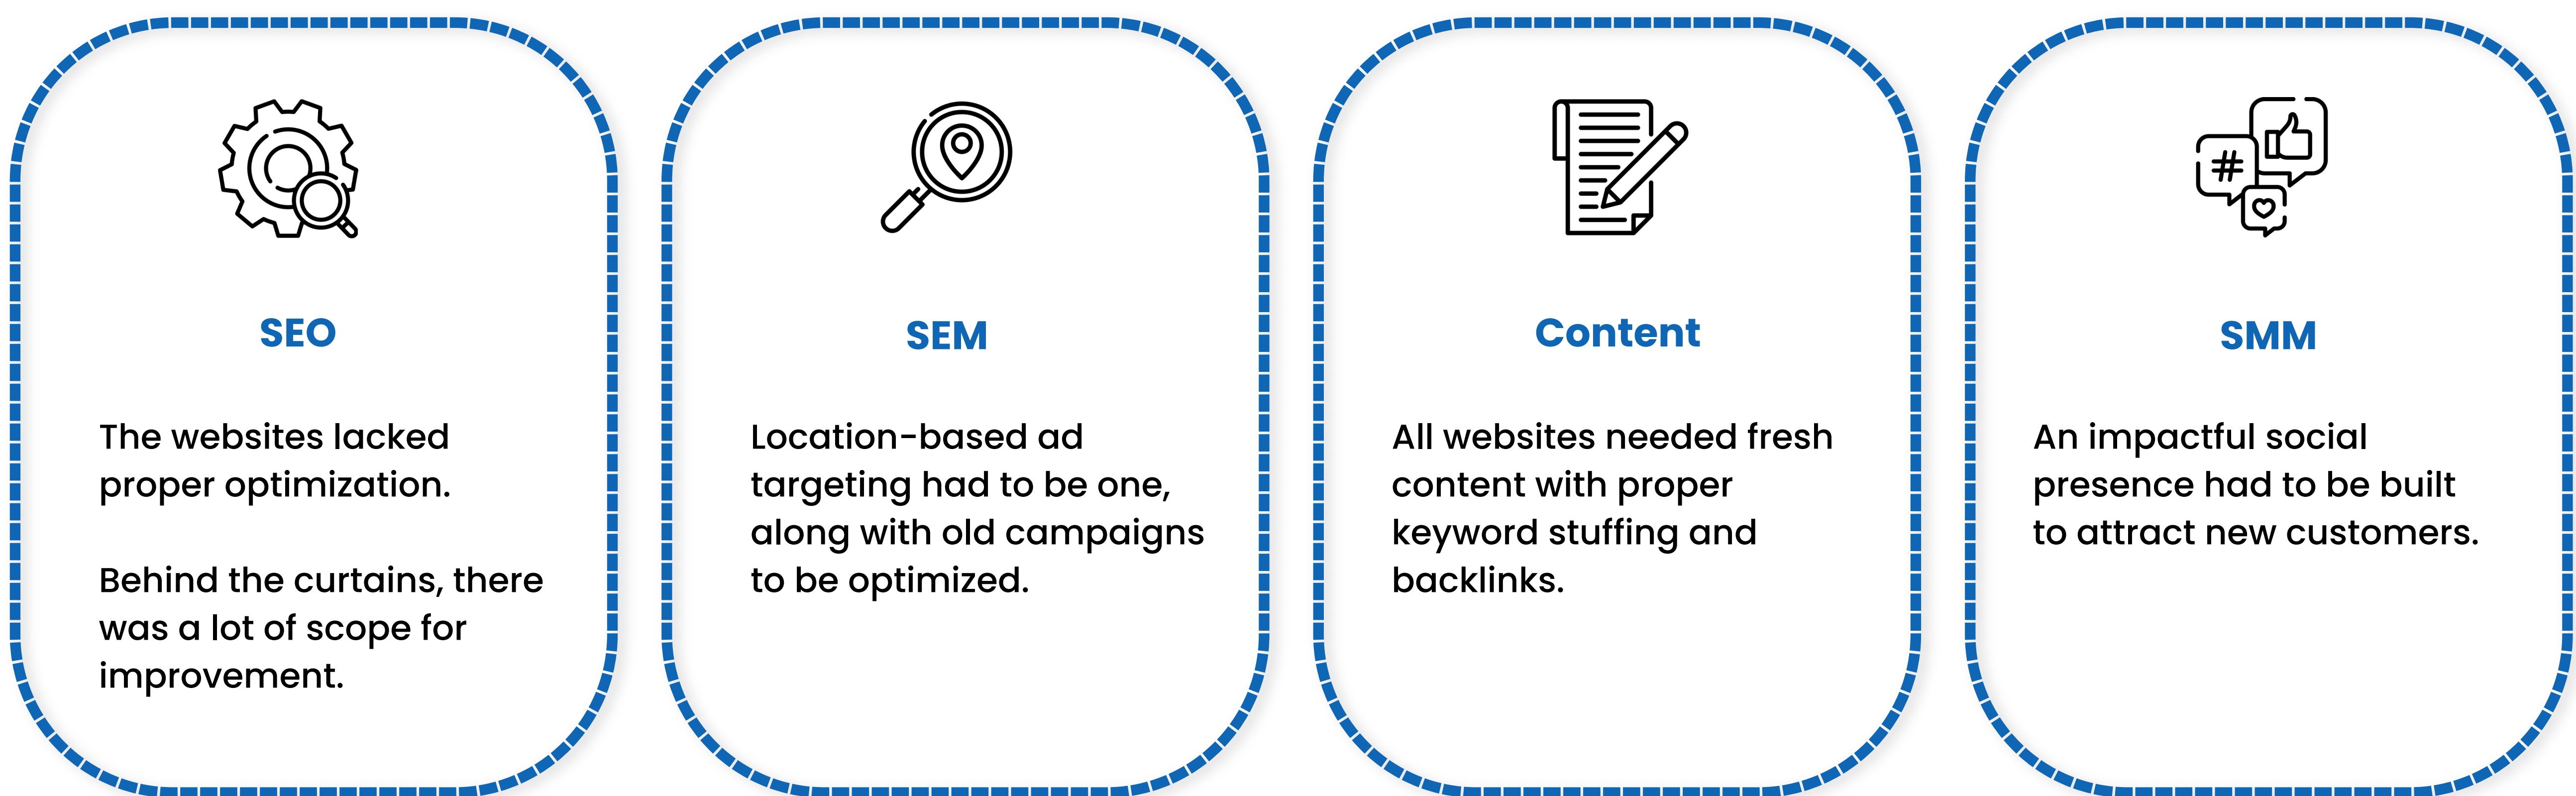 SEO
The websites lacked
proper optimization.
Behind the curtains, there
was a lot of scope for
improvement.
SEM
Location-based ad
targeting had to be one,
along with old campaigns
to be optimized.
Content
All websites needed fresh
content with proper
keyword stuffing and
backlinks.
#
SMM
An impactful social
presence had to be built
to attract new customers.